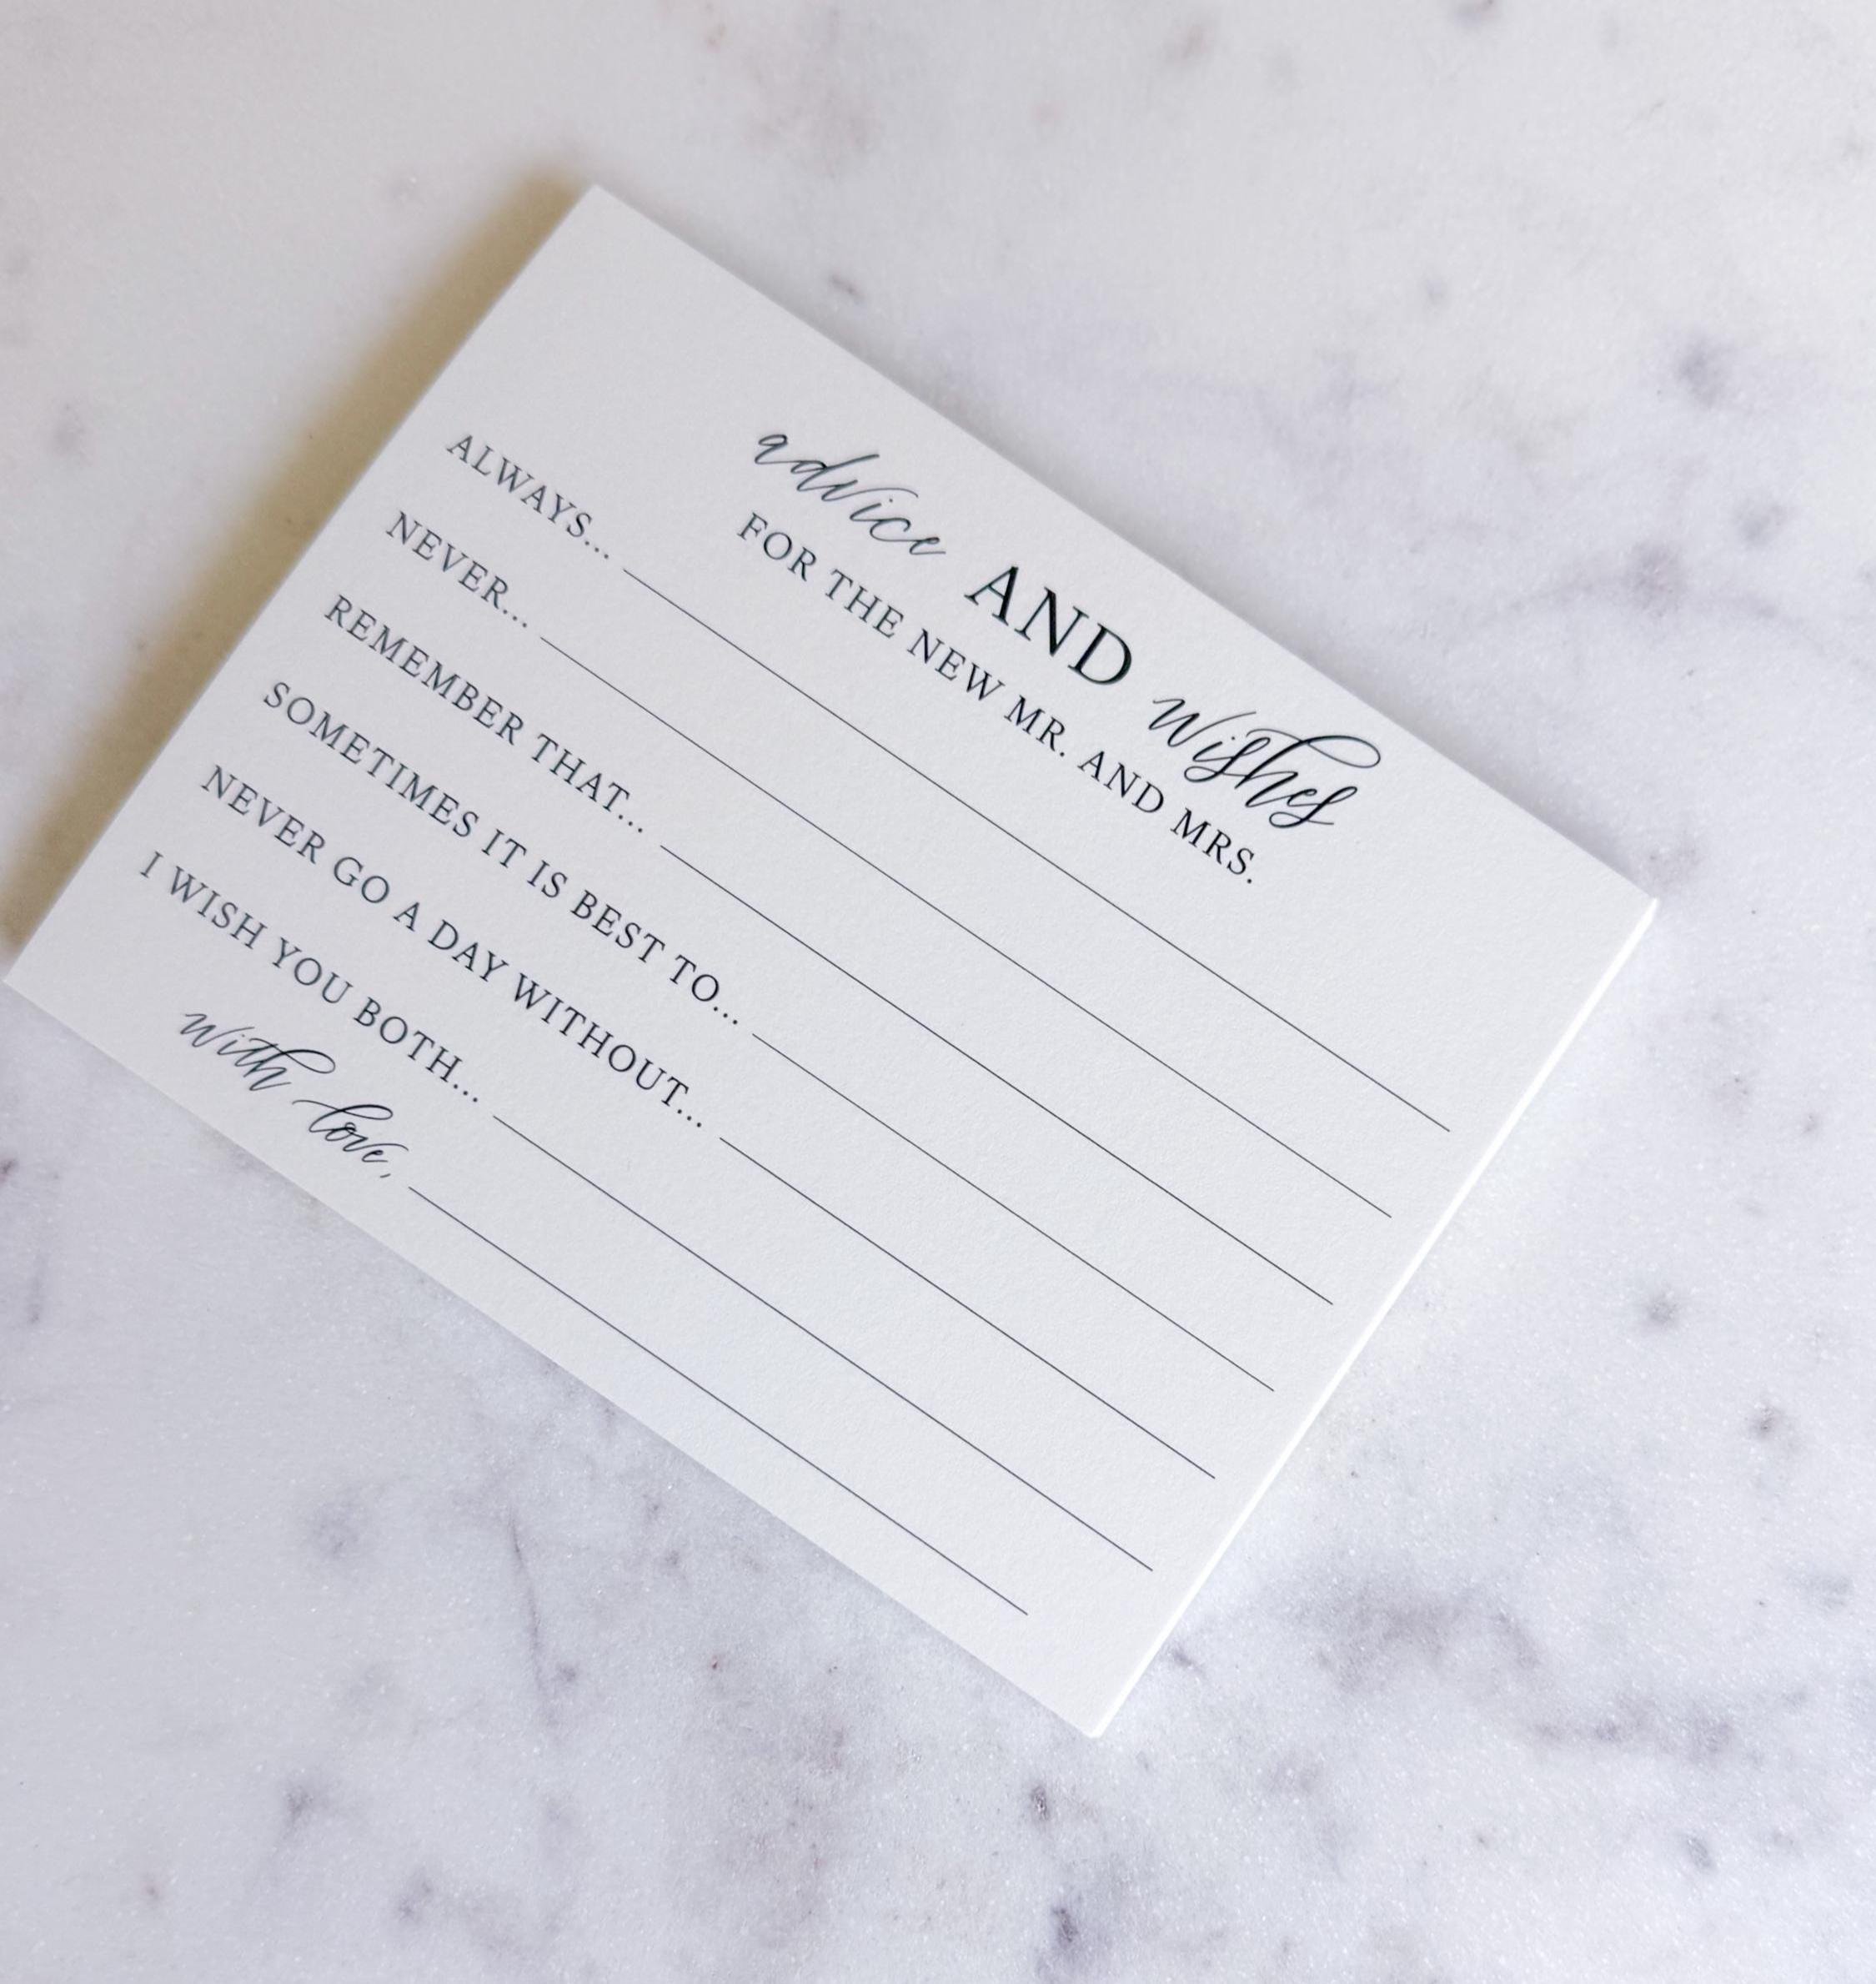 advice AND wishes
FOR THE NEW MR. AND MRS.
ALWAYS...
NEVER...
REMEMBER THAT...
SOMETIMES IT IS BEST TO...
NEVER GO A DAY WITHOUT...
I WISH YOU BOTH...
with love,